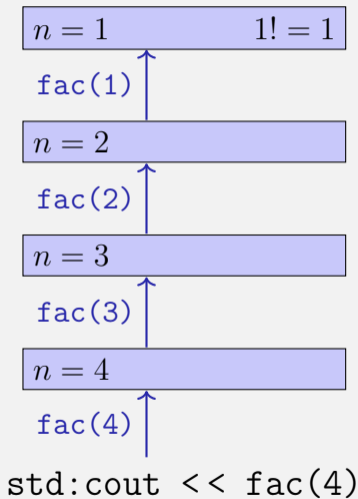 n = 1 1! = 1
fac(1)
n = 2
fac(2)
n = 3
fac(3)
n = 4
fac(4)
std:cout << fac(4)